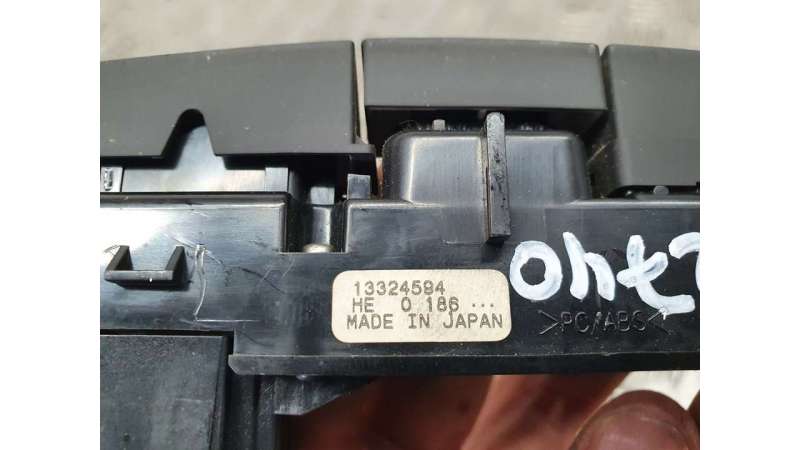 13324594
HE 0 186 ...
MADE IN JAPAN
>PC/ABS<